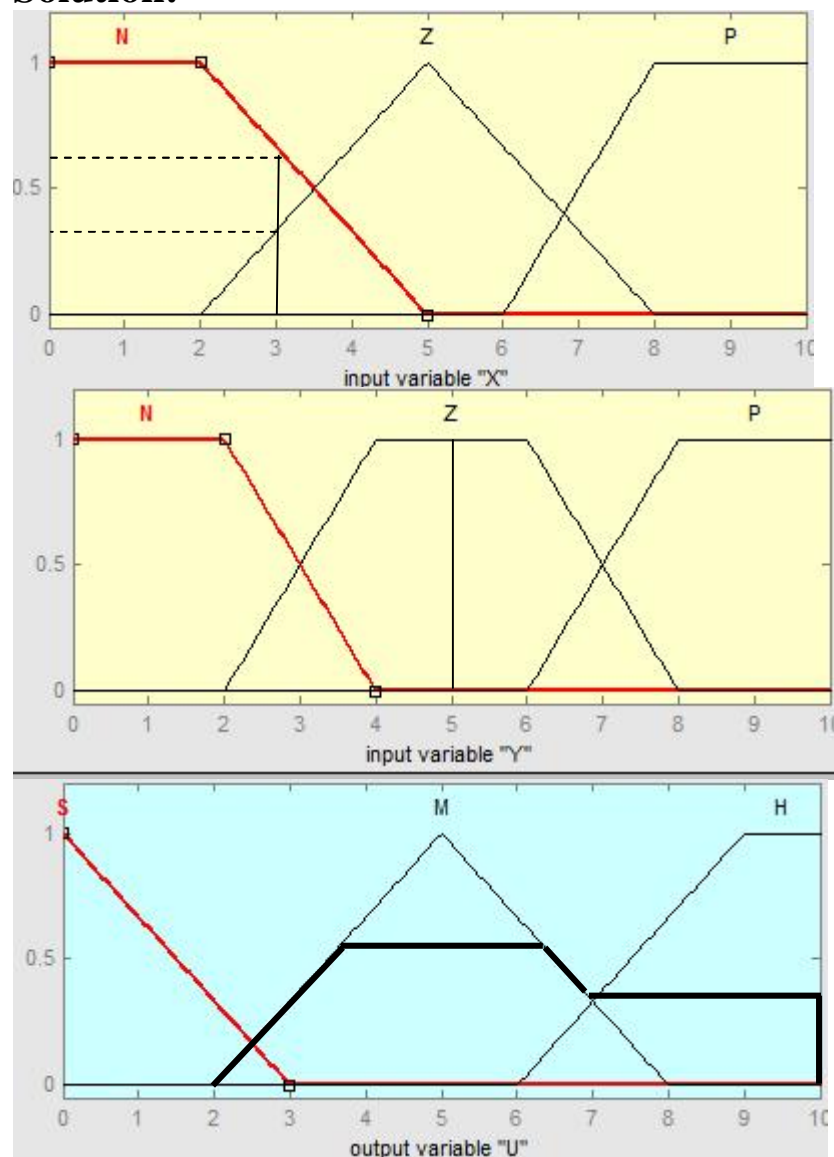 Solution:
N Z P
1
0.5
0
0 1 2 3 4 5 6 7 8 9 10
input variable "X"
N Z P
1
0.5
0
0 1 2 3 4 5 6 7 8 9 10
input variable "Y"
S M H
1
0.5
0
0 1 2 3 4 5 6 7 8 9 10
output variable "U"